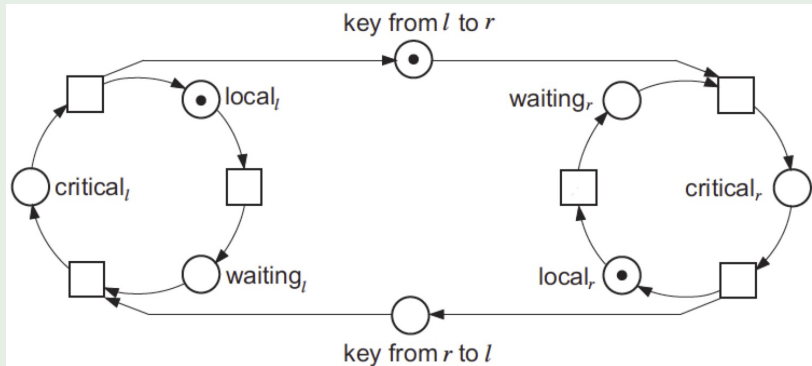 key from l to r
local_l
waiting_r
critical_l
critical_r
waiting_l
local_r
key from r to l